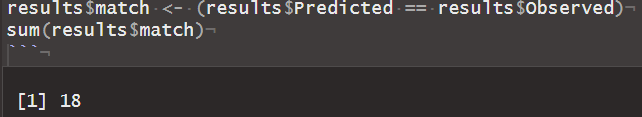 results$match <- (results$Predicted == results$Observed)¬
sum(results$match)¬
```¬
[1] 18